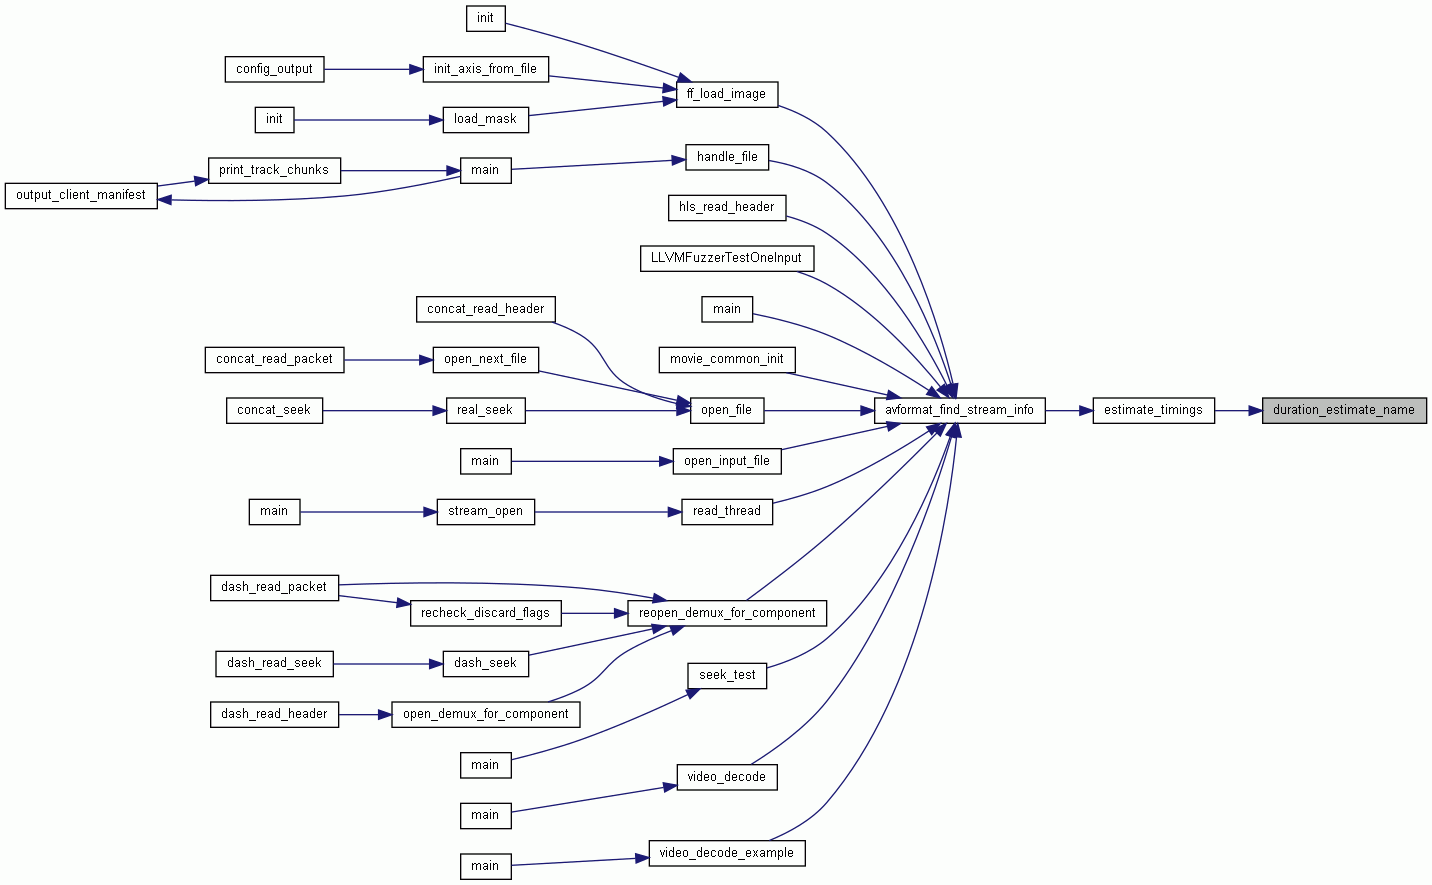 init
config_output
init_axis_from_file
ff_load_image
init
load_mask
handle_file
print_track_chunks
main
output_client_manifest
hls_read_header
LLVMFuzzerTestOneInput
concat_read_header
main
concat_read_packet
open_next_file
movie_common_init
concat_seek
real_seek
open_file
avformat_find_stream_info
estimate_timings
duration_estimate_name
main
open_input_file
main
stream_open
read_thread
dash_read_packet
recheck_discard_flags
reopen_demux_for_component
dash_read_seek
dash_seek
seek_test
dash_read_header
open_demux_for_component
main
video_decode
main
video_decode_example
main